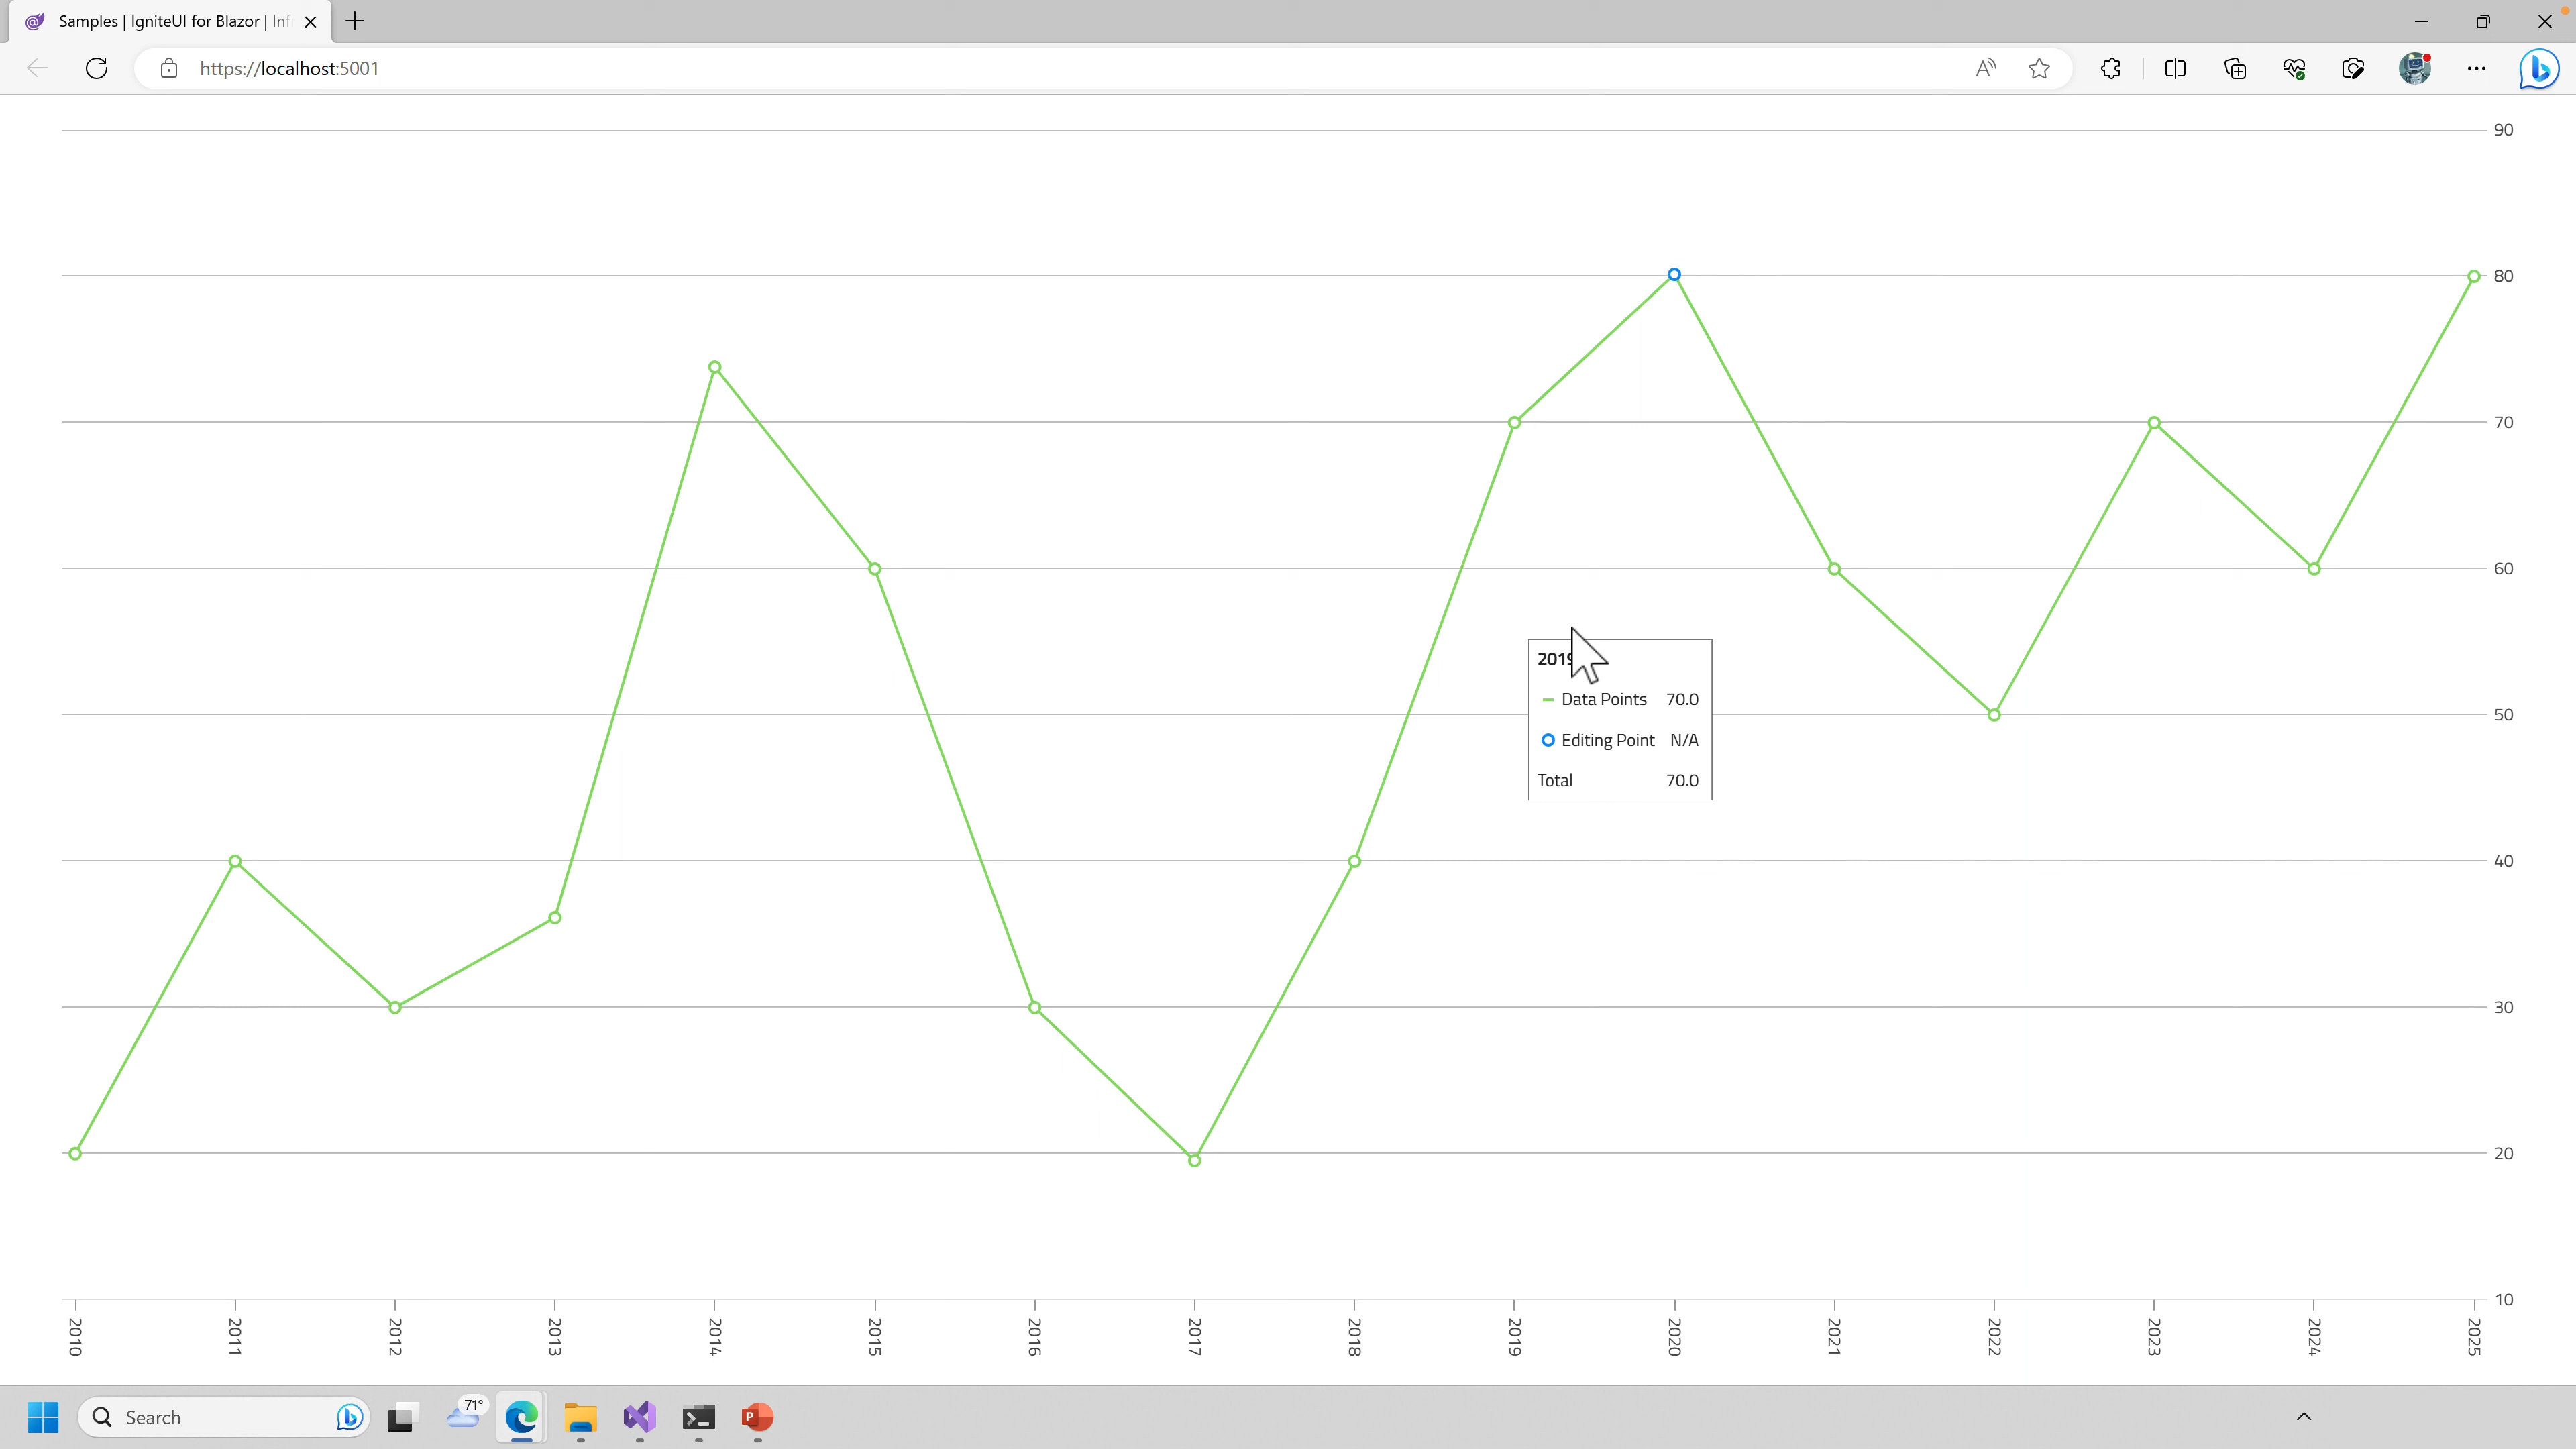 Samples | IgniteUI for Blazor | Inf
https://localhost:5001
90
80
70
60
50
40
30
20
10
2019
Data Points 70.0
Editing Point N/A
Total 70.0
2010 2011 2012 2013 2014 2015 2016 2017 2018 2019 2020 2021 2022 2023 2024 2025
Search
71°